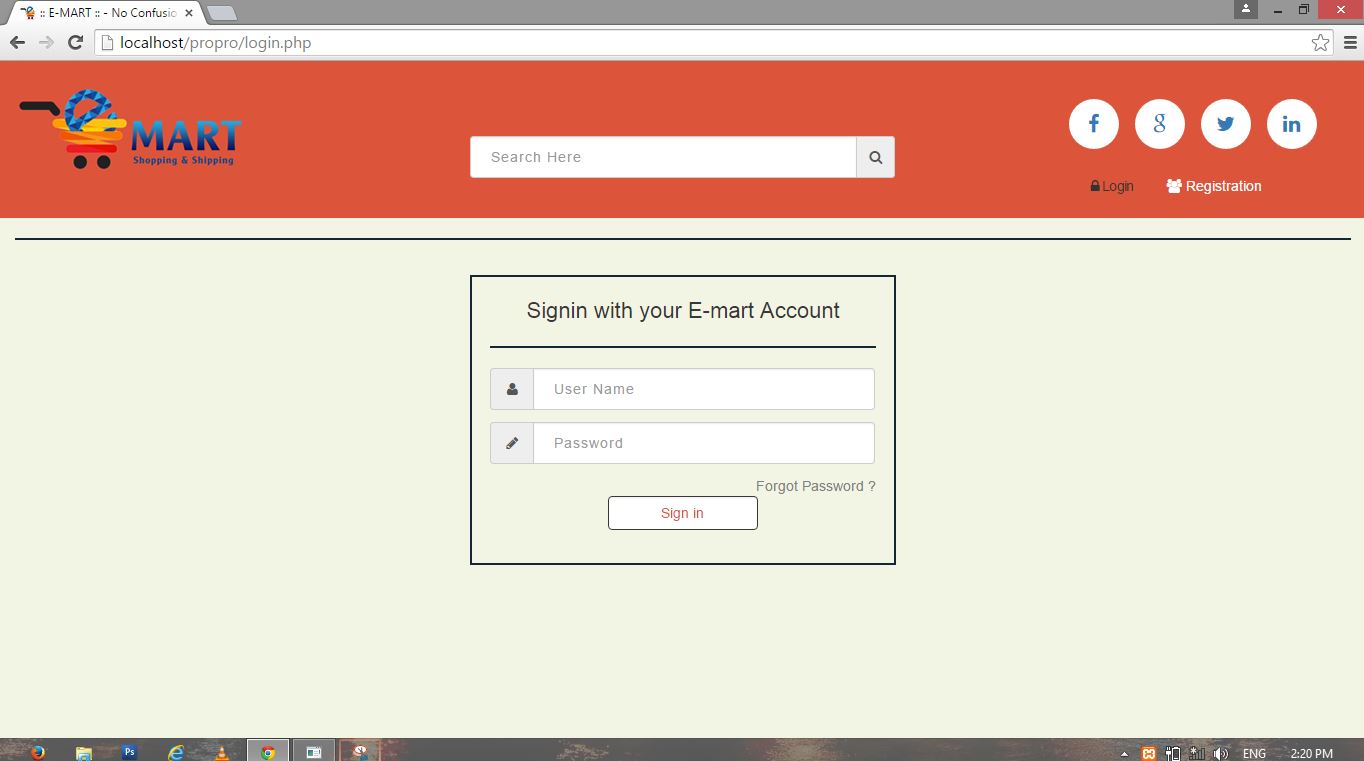 :: E-MART :: - No Confusio
localhost/propro/login.php
e MART
Shopping & Shipping
Search Here
f g in
Login Registration
Signin with your E-mart Account
User Name
Password
Forgot Password ?
Sign in
Ps ENG 2:20 PM